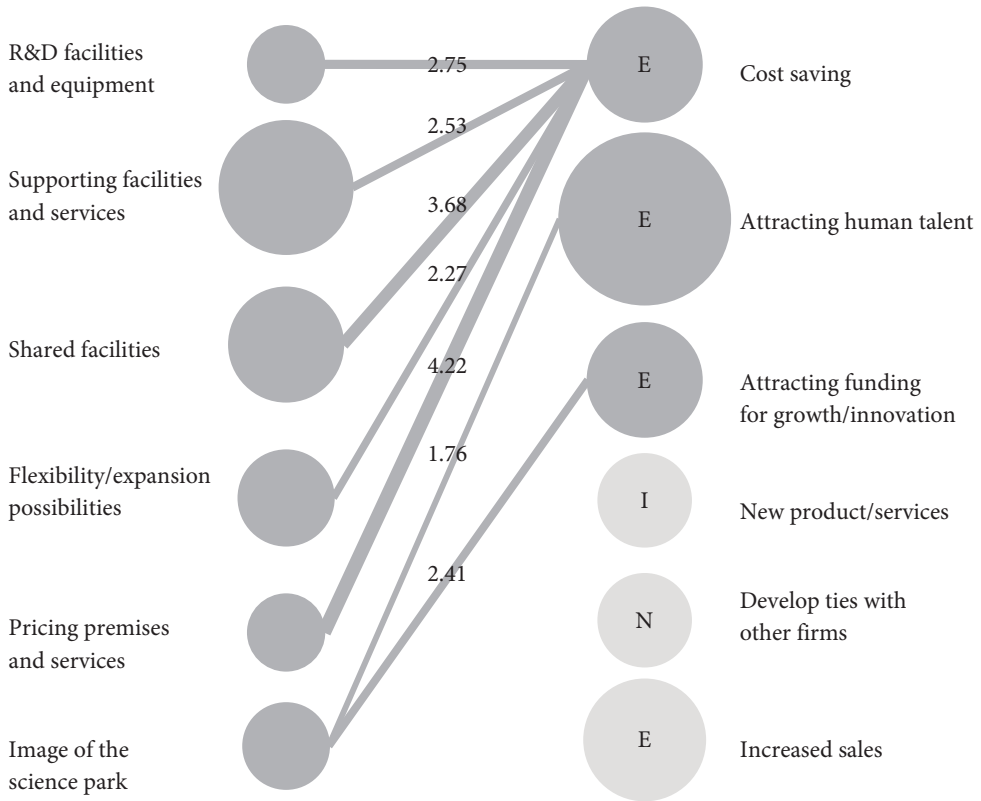 R&D facilities
and equipment
Supporting facilities
and services
Shared facilities
Flexibility/expansion
possibilities
Pricing premises
and services
Image of the
science park
2.75
2.53
3.68
2.27
4.22
1.76
2.41
E
Cost saving
E
Attracting human talent
E
Attracting funding
for growth/innovation
I
New product/services
N
Develop ties with
other firms
E
Increased sales